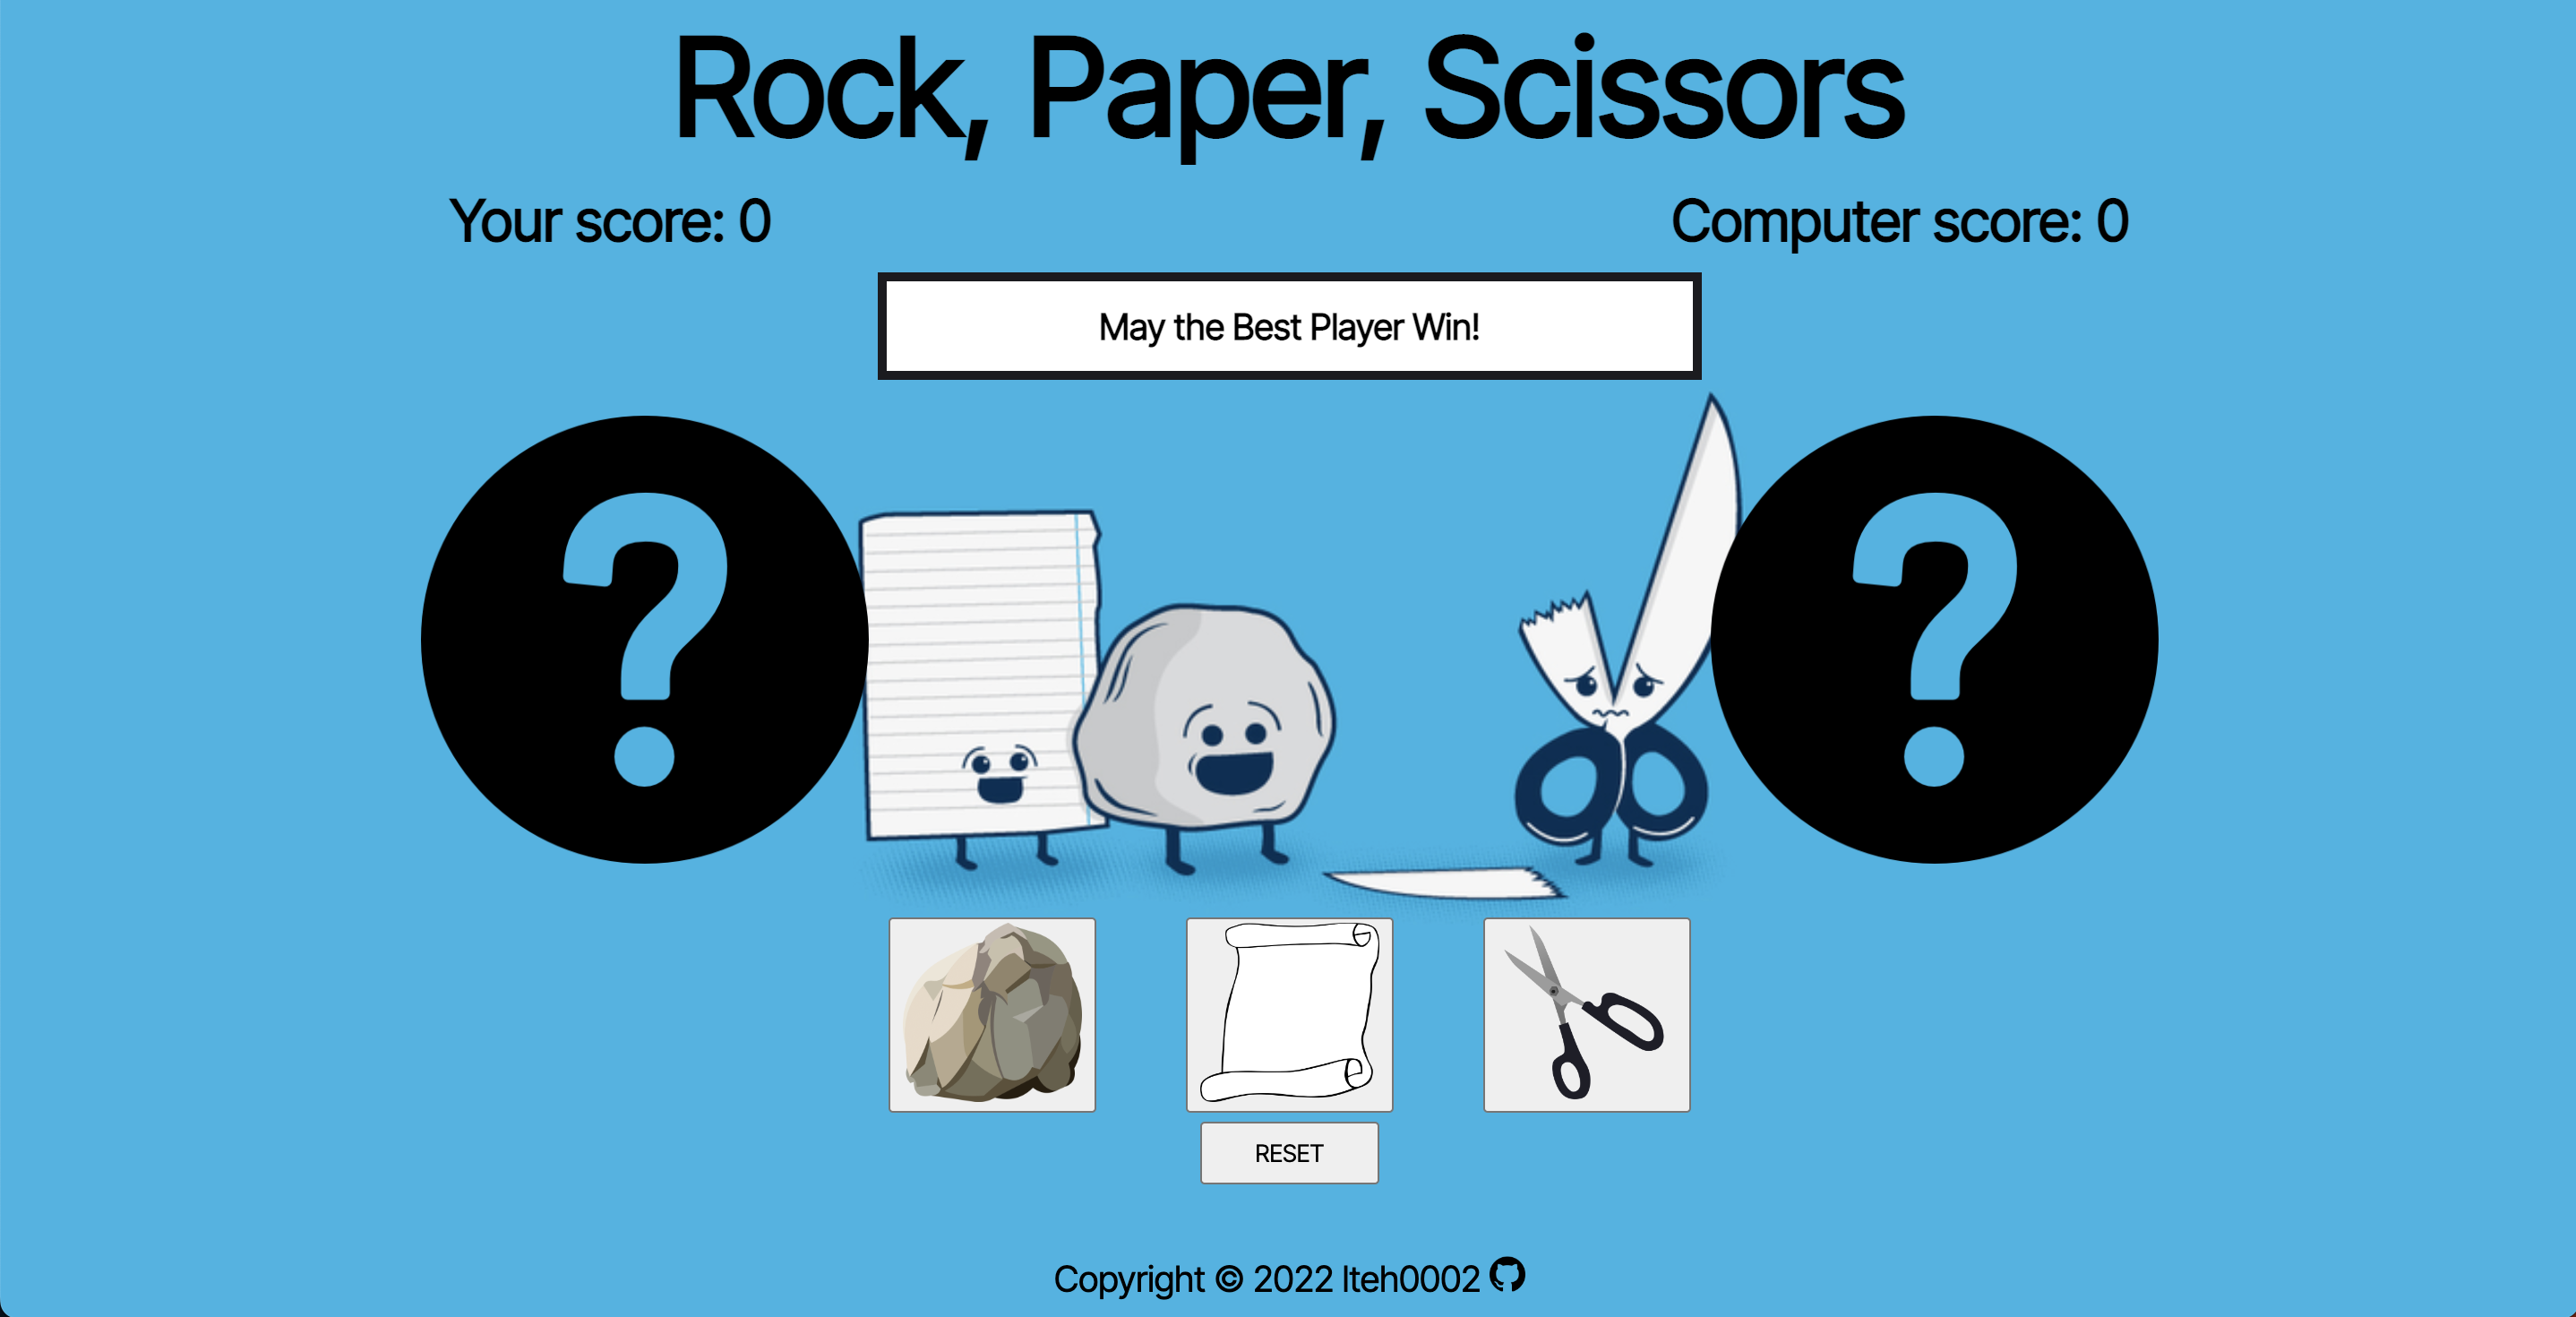 Rock, Paper, Scissors
Your score: 0
Computer score: 0
May the Best Player Win!
?
?
RESET
Copyright © 2022 lteh0002